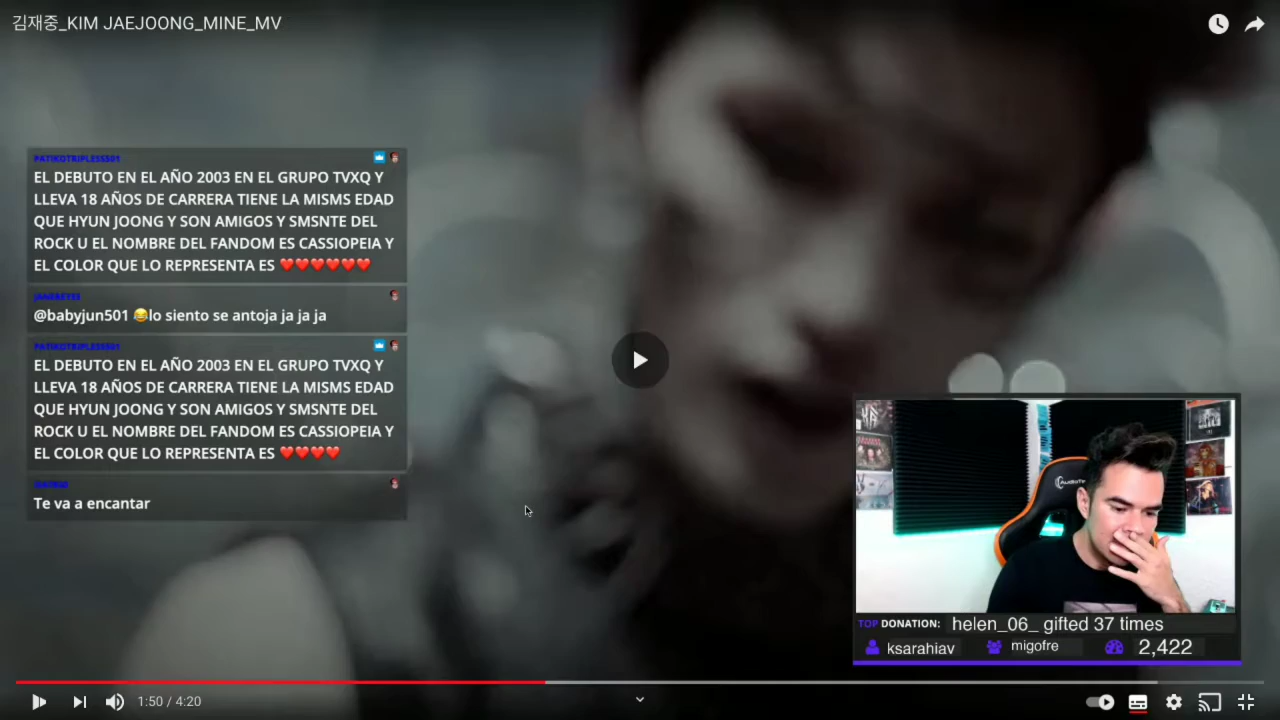 김재중_KIM JAEJOONG_MINE_MV
PATIKOTRIPLESS501
EL DEBUTO EN EL AÑO 2003 EN EL GRUPO TVXQ Y
LLEVA 18 AÑOS DE CARRERA TIENE LA MISMS EDAD
QUE HYUN JOONG Y SON AMIGOS Y SMSNTE DEL
ROCK U EL NOMBRE DEL FANDOM ES CASSIOPEIA Y
EL COLOR QUE LO REPRESENTA ES ❤️❤️❤️❤️❤️❤️
@babyjun501 😂lo siento se antoja ja ja ja
PATIKOTRIPLESS501
EL DEBUTO EN EL AÑO 2003 EN EL GRUPO TVXQ Y
LLEVA 18 AÑOS DE CARRERA TIENE LA MISMS EDAD
QUE HYUN JOONG Y SON AMIGOS Y SMSNTE DEL
ROCK U EL NOMBRE DEL FANDOM ES CASSIOPEIA Y
EL COLOR QUE LO REPRESENTA ES ❤️❤️❤️❤️
Te va a encantar
TOP DONATION: helen_06_ gifted 37 times
ksarahiav migofre 2,422
1:50 / 4:20